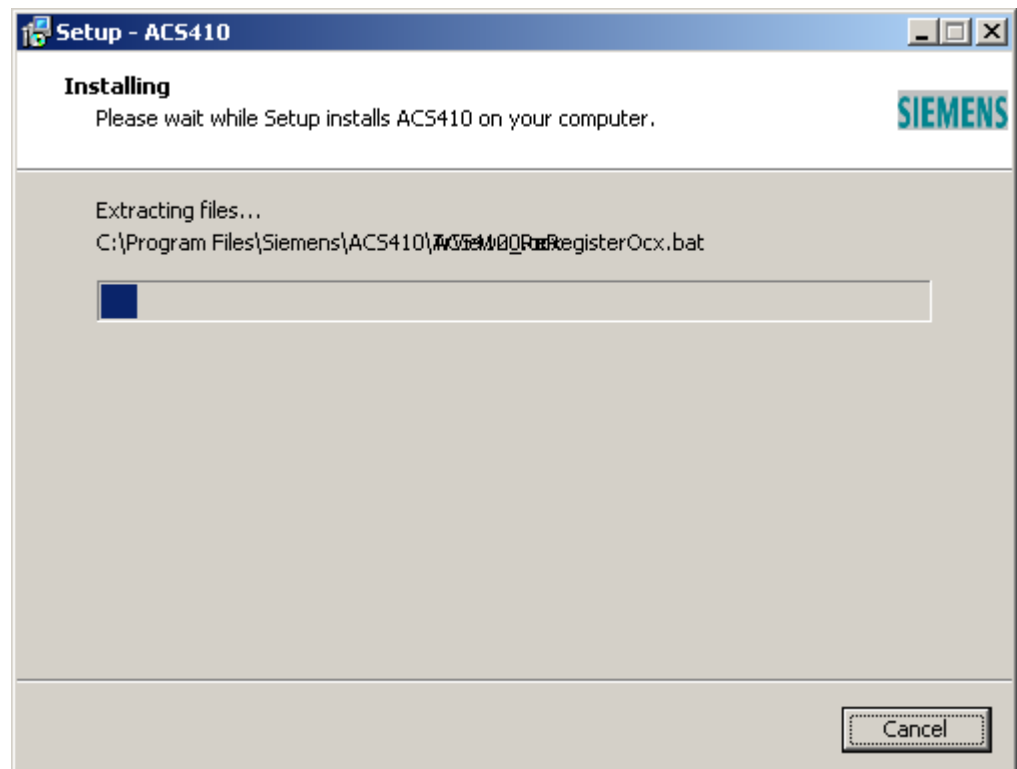 Setup - ACS410
Installing
Please wait while Setup installs ACS410 on your computer.
SIEMENS
Extracting files...
C:\Program Files\Siemens\ACS410\
Cancel